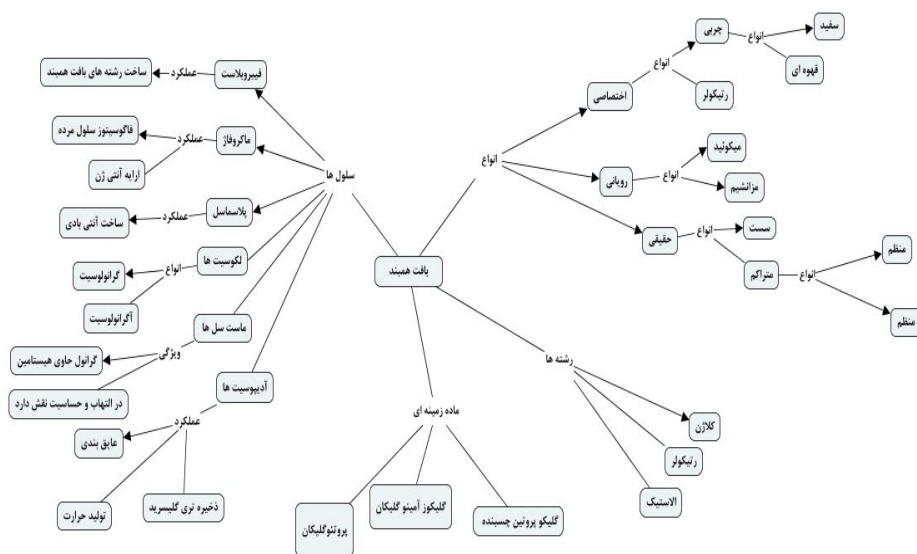 سفید
چربی
انواع
قهوه ای
انواع
اختصاصی
رتیکولر
فیبروبلاست
عملکرد
ساخت رشته های بافت همبند
ماکروفاژ
عملکرد
فاگوسیتوز سلول مرده
ارایه آنتی ژن
سلول ها
انواع
میکوئید
رویانی
انواع
مزانشیم
پلاسماسل
عملکرد
ساخت آنتی بادی
سست
حقیقی
انواع
متراکم
انواع
منظم
منظم
لکوسیت ها
انواع
گرانولوسیت
آگرانولوسیت
بافت همبند
ماست سل ها
ویژگی
گرانول حاوی هیستامین
در التهاب و حساسیت نقش دارد
رشته ها
آدیپوسیت ها
عملکرد
عایق بندی
ذخیره تری گلیسرید
تولید حرارت
ماده زمینه ای
کلاژن
رتیکولر
الاستیک
گلیکو پروتین چسبنده
گلیکوز آمینو گلیکان
پروتئوگلیکان